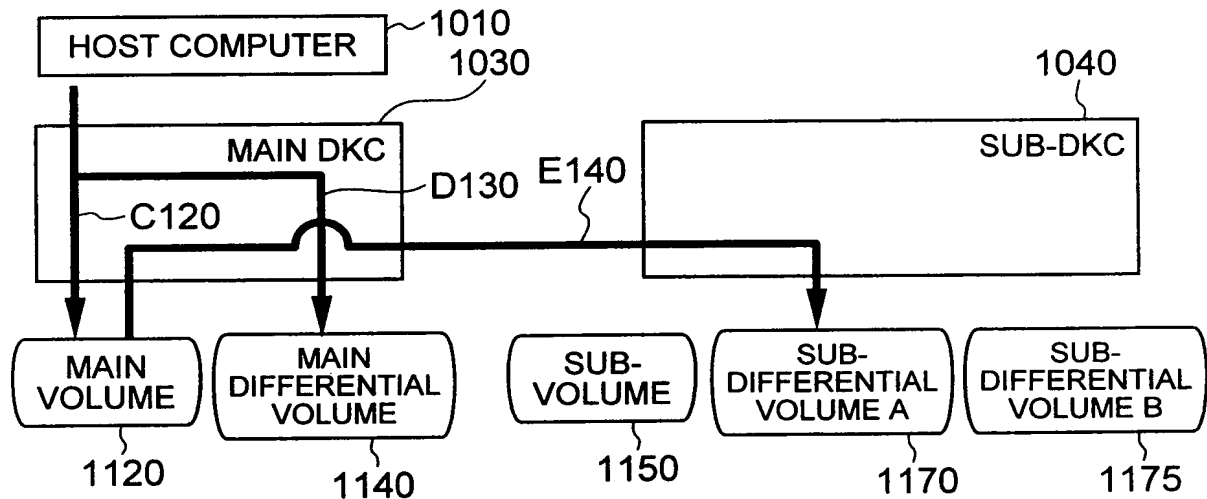 HOST COMPUTER
1010
1030
1040
MAIN DKC
SUB-DKC
C120
D130
E140
MAIN
VOLUME
MAIN
DIFFERENTIAL
VOLUME
SUB-
VOLUME
SUB-
DIFFERENTIAL
VOLUME A
SUB-
DIFFERENTIAL
VOLUME B
1120
1140
1150
1170
1175